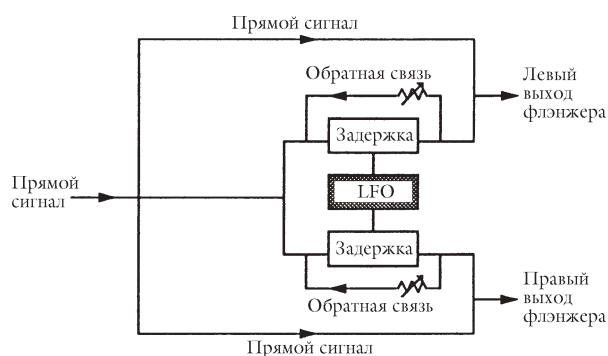 Прямой сигнал
Обратная связь
Левый
выход
флэнжера
Задержка
Прямой
сигнал
LFO
Задержка
Обратная связь
Правый
выход
флэнжера
Прямой сигнал